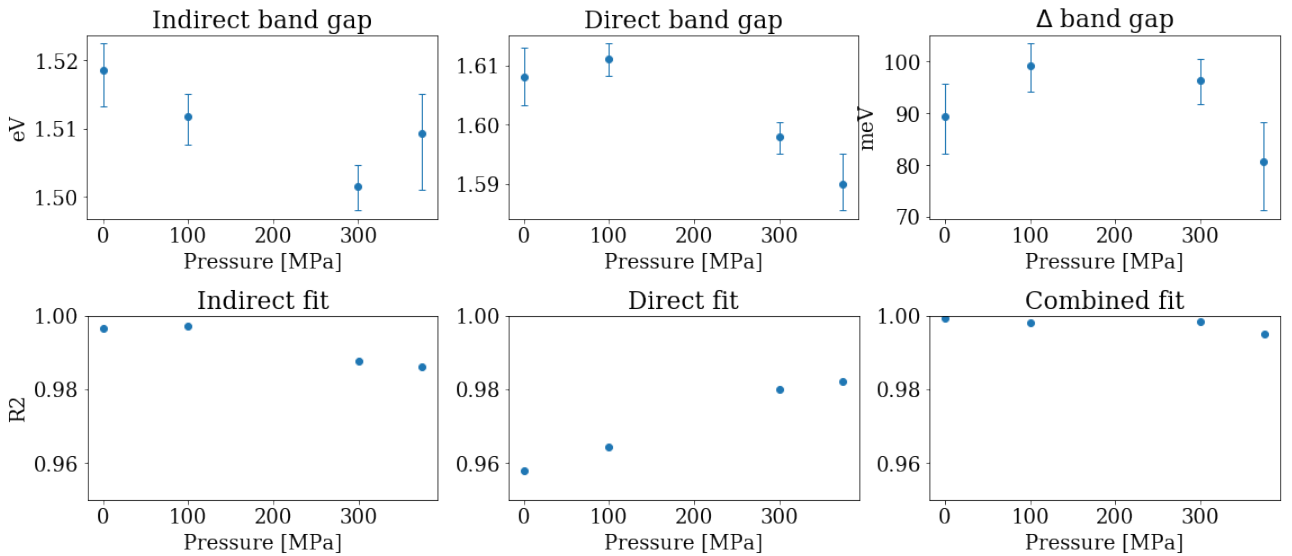 Indirect band gap
eV
1.52
1.51
1.50
0 100 200 300
Pressure [MPa]
Direct band gap
1.61
1.60
1.59
0 100 200 300
Pressure [MPa]
Δ band gap
meV
100
90
80
70
0 100 200 300
Pressure [MPa]
Indirect fit
R2
1.00
0.98
0.96
0 100 200 300
Pressure [MPa]
Direct fit
1.00
0.98
0.96
0 100 200 300
Pressure [MPa]
Combined fit
1.00
0.98
0.96
0 100 200 300
Pressure [MPa]